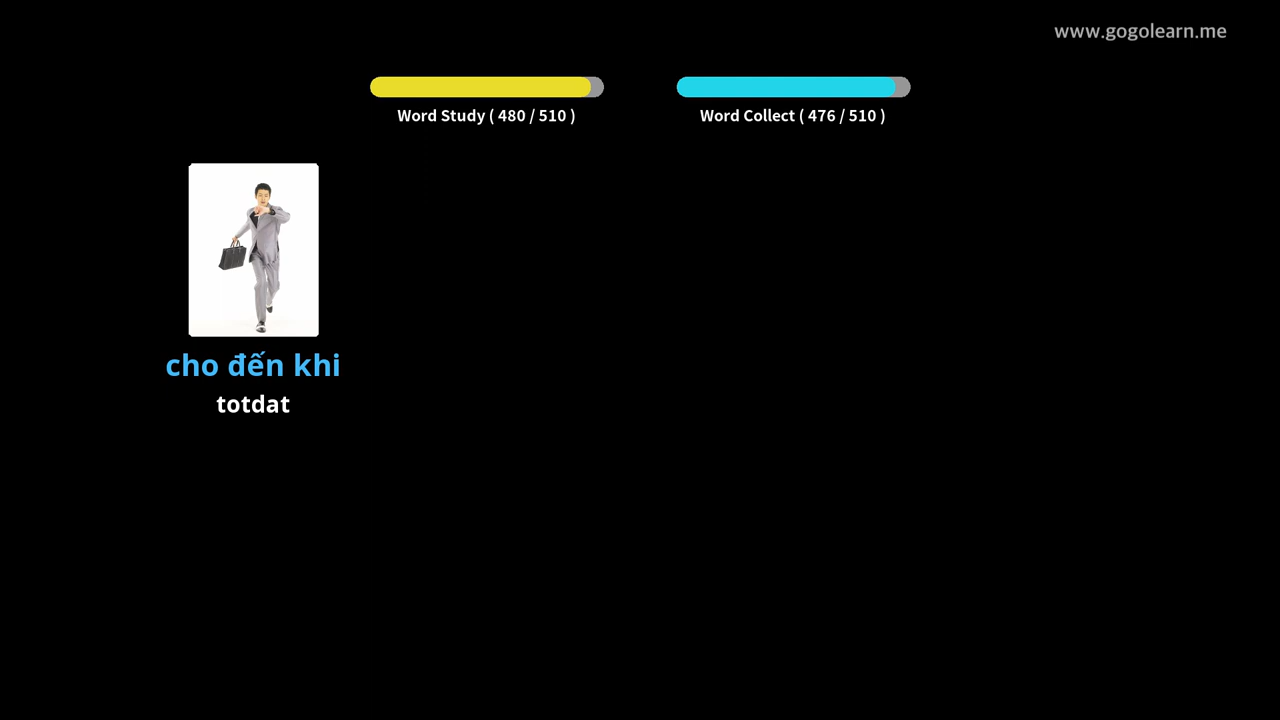 www.gogolearn.me
Word Study ( 480 / 510 )
Word Collect ( 476 / 510 )
cho đến khi
totdat